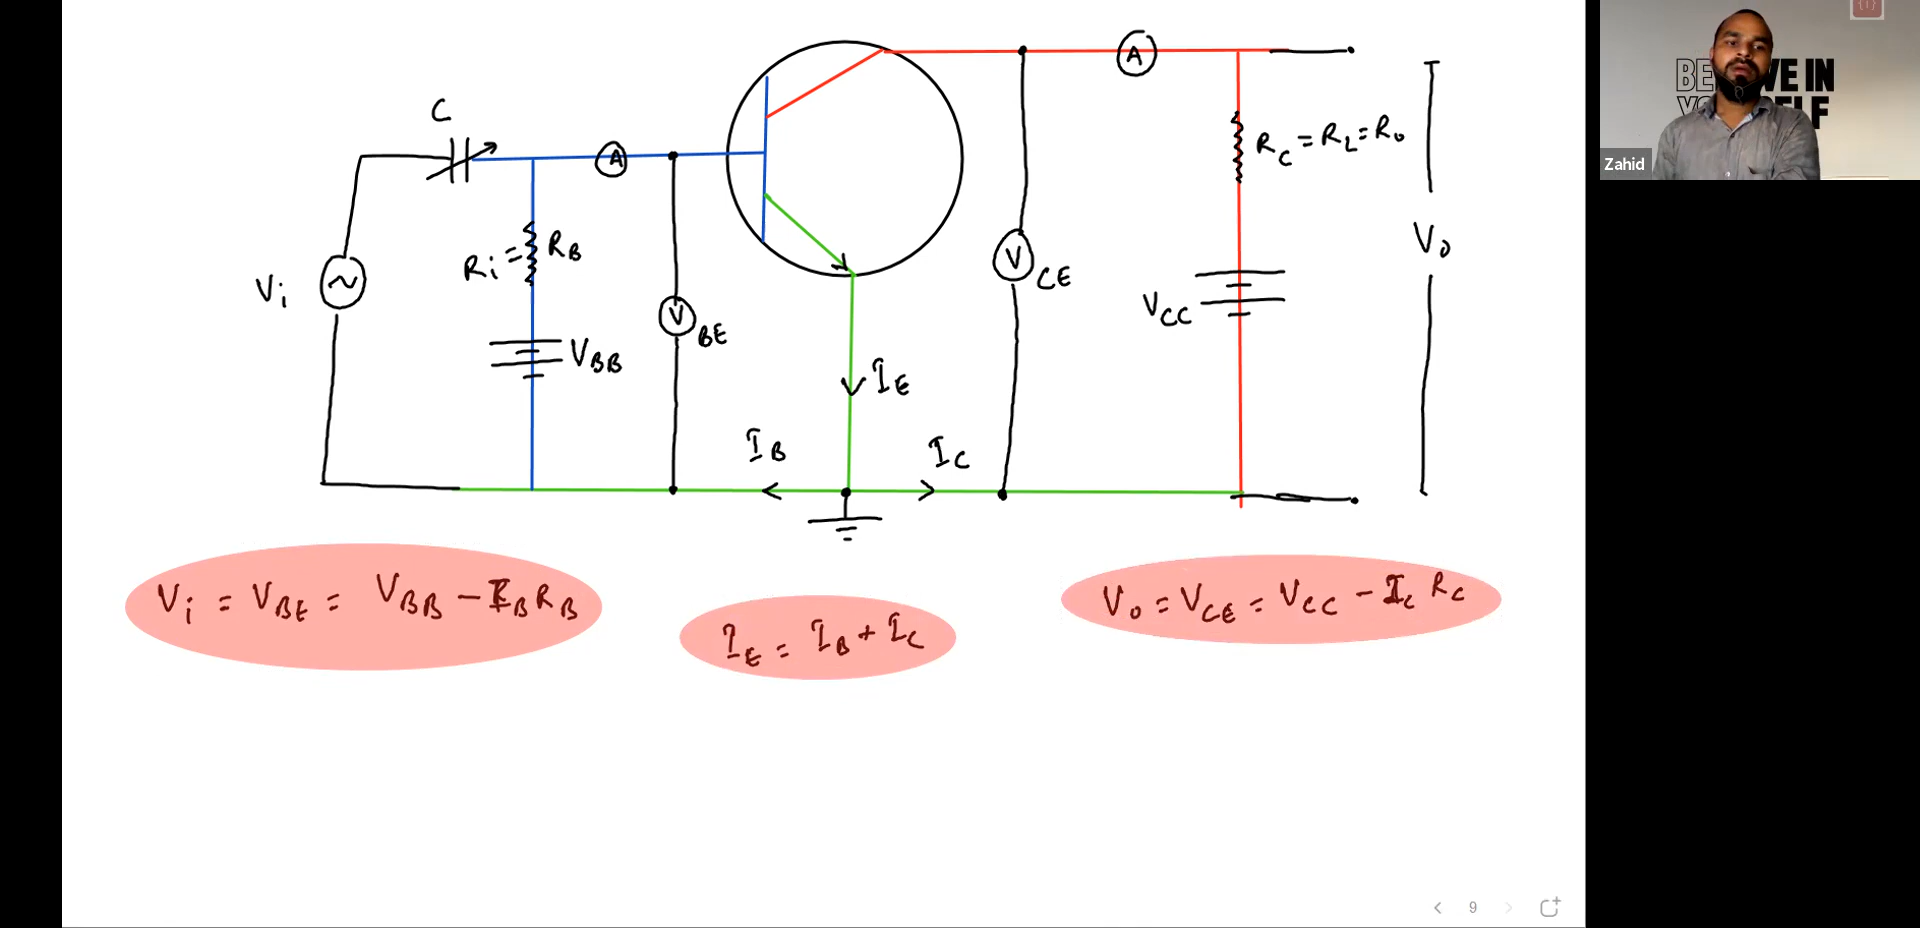 C
A
A
V CE
V BE
Vi
Ri = RB
VBB
RC = RL = Ro
VCC
Vo
IE
IB
IC
Vi = VBE = VBB - IB RB
IE = IB + IC
Vo = VCE = VCC - IC RC
9
Zahid